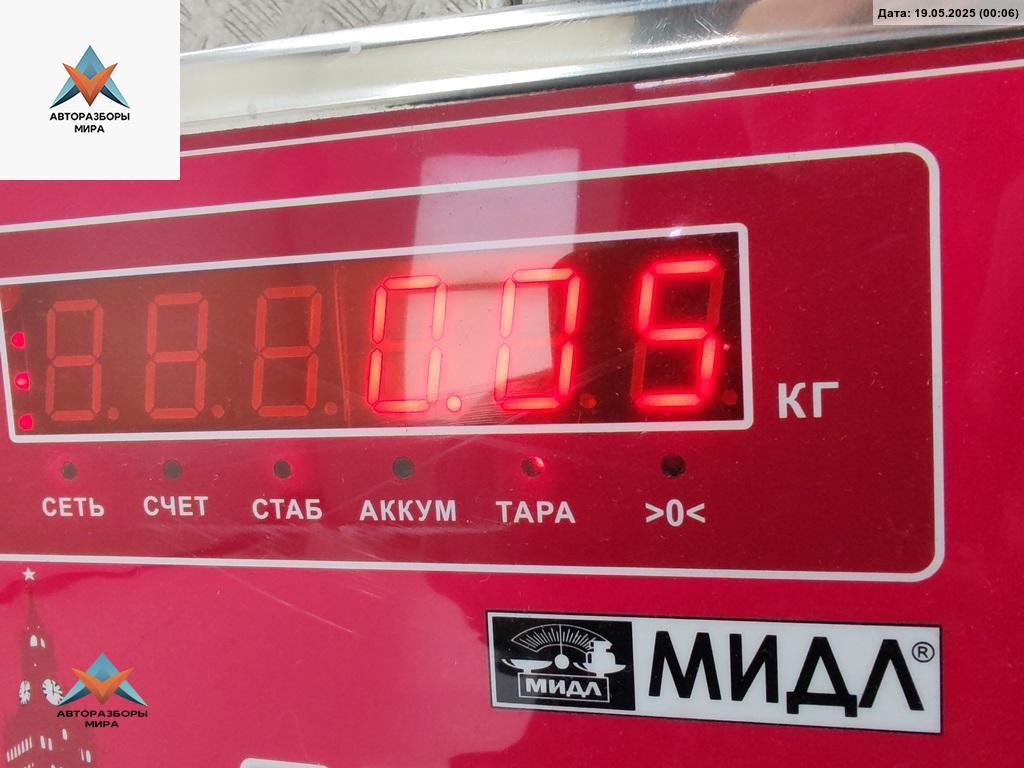 Дата: 19.05.2025 (00:06)
АВТОРАЗБОРЫ
МИРА
0.05
КГ
СЕТЬ СЧЕТ СТАБ АККУМ ТАРА >0<
МИДЛ МИДЛ®
АВТОРАЗБОРЫ
МИРА